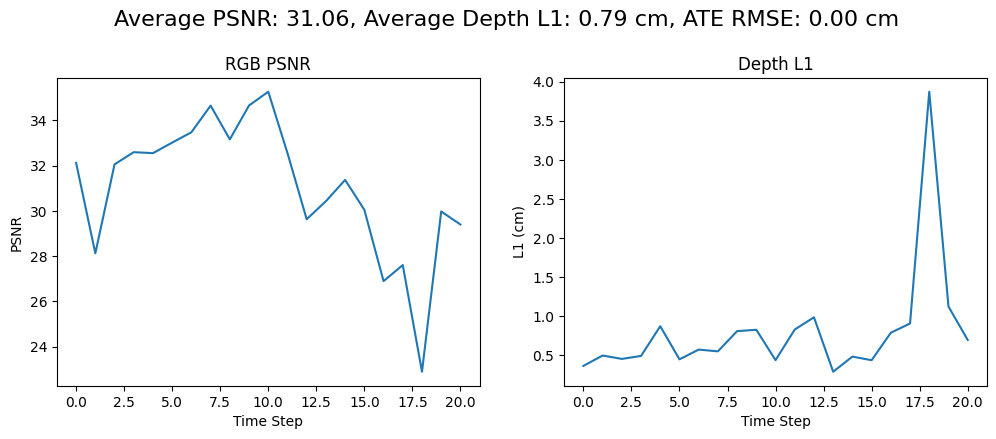 Average PSNR: 31.06, Average Depth L1: 0.79 cm, ATE RMSE: 0.00 cm
RGB PSNR
PSNR
34
32
30
28
26
24
0.0 2.5 5.0 7.5 10.0 12.5 15.0 17.5 20.0
Time Step
Depth L1
L1 (cm)
4.0
3.5
3.0
2.5
2.0
1.5
1.0
0.5
0.0 2.5 5.0 7.5 10.0 12.5 15.0 17.5 20.0
Time Step